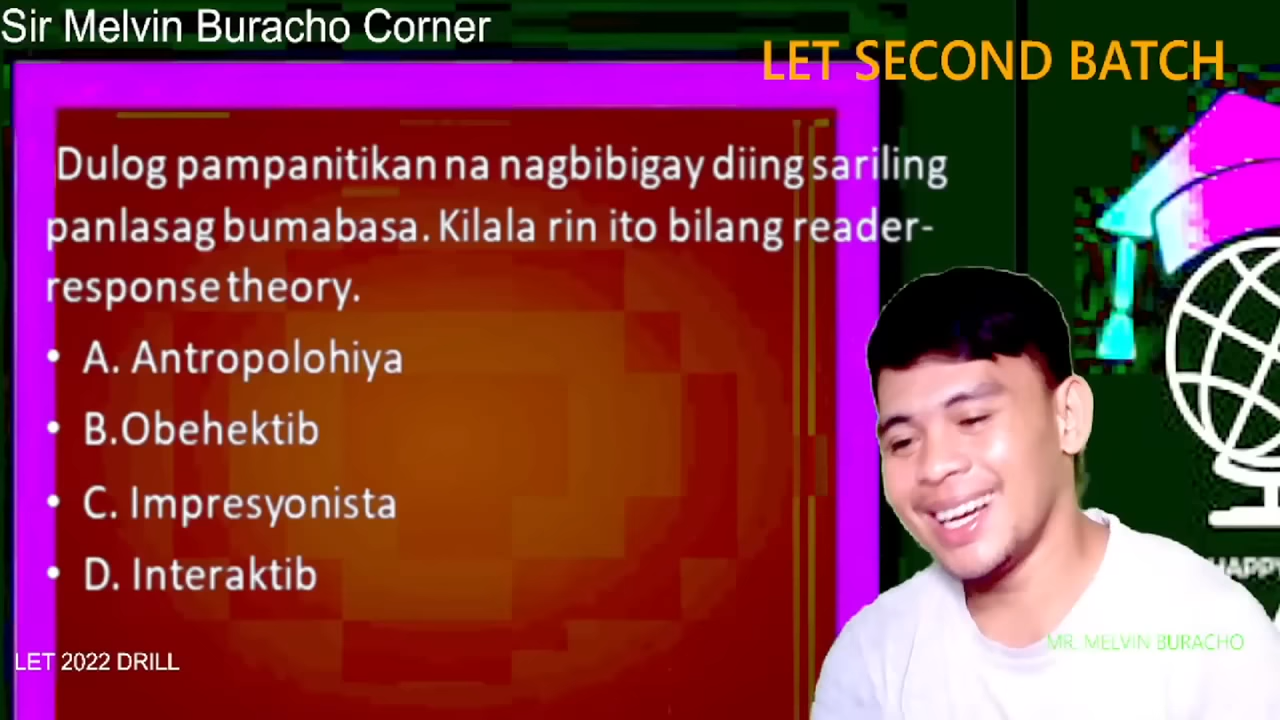 Sir Melvin Buracho Corner
LET SECOND BATCH
Dulog pampanitikan na nagbibigay diing sariling
panlasag bumabasa. Kilala rin ito bilang reader-
response theory.
• A. Antropolohiya
• B.Obehektib
• C. Impresyonista
• D. Interaktib
HAPPY
MR. MELVIN BURACHO
LET 2022 DRILL